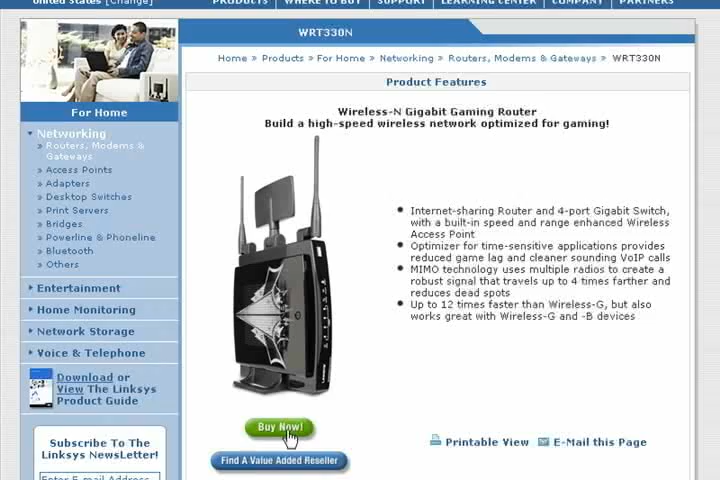 United States [Change]
PRODUCTS WHERE TO BUY SUPPORT LEARNING CENTER COMPANY PARTNERS
WRT330N
Home » Products » For Home » Networking » Routers, Modems & Gateways » WRT330N
Product Features
For Home
Networking
» Routers, Modems &
Gateways
» Access Points
» Adapters
» Desktop Switches
» Print Servers
» Bridges
» Powerline & Phoneline
» Bluetooth
» Others
Entertainment
Home Monitoring
Network Storage
Voice & Telephone
Download or
View The Linksys
Product Guide
Subscribe To The
Linksys NewsLetter!
Enter E-mail Address
Wireless-N Gigabit Gaming Router
Build a high-speed wireless network optimized for gaming!
• Internet-sharing Router and 4-port Gigabit Switch,
with a built-in speed and range enhanced Wireless
Access Point
• Optimizer for time-sensitive applications provides
reduced game lag and cleaner sounding VoIP calls
• MIMO technology uses multiple radios to create a
robust signal that travels up to 4 times farther and
reduces dead spots
• Up to 12 times faster than Wireless-G, but also
works great with Wireless-G and -B devices
Buy Now!
Find A Value Added Reseller
Printable View E-Mail this Page